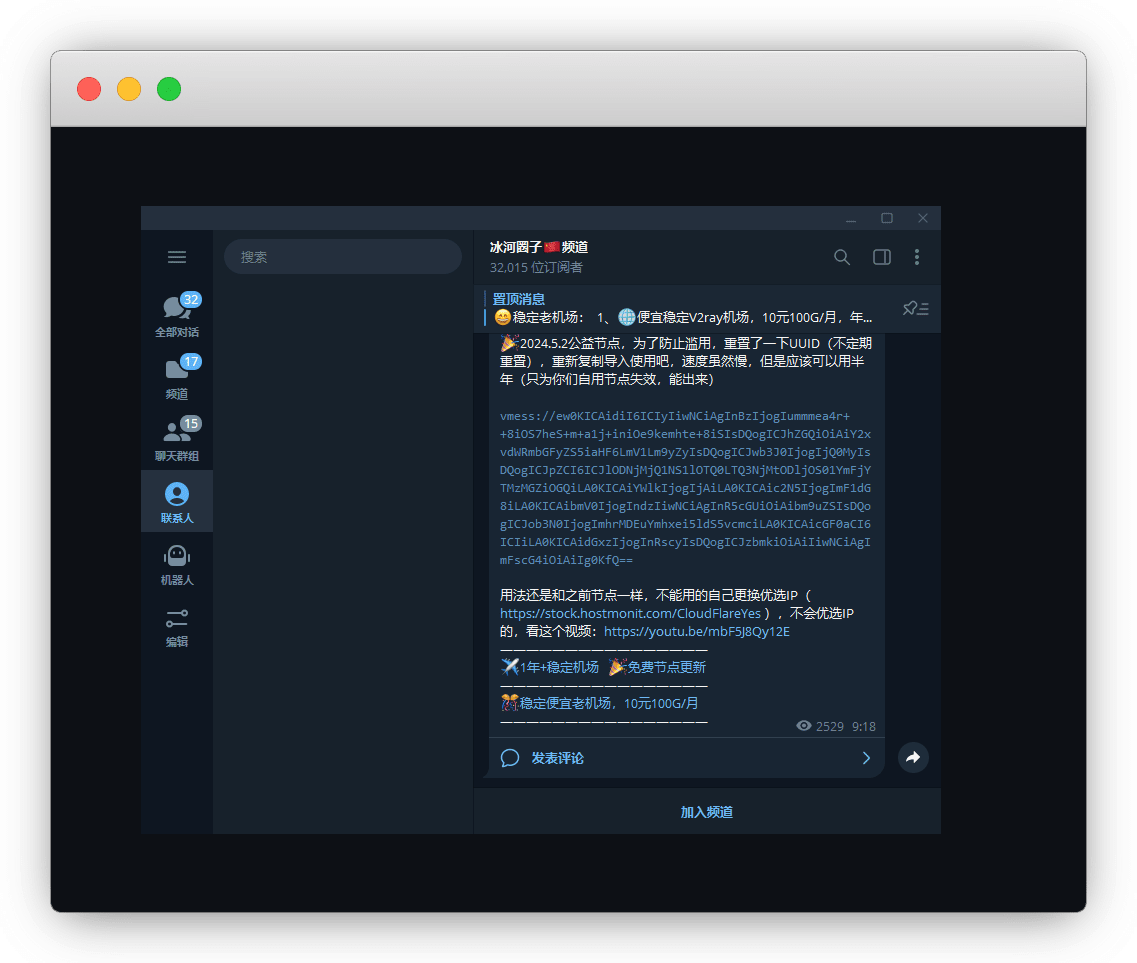 搜索
32
全部对话
17
频道
15
聊天群组
联系人
机器人
编辑
冰河圐子🇨🇳频道
32,015 位订阅者
置顶消息
😄稳定老机场： 1、🌐便宜稳定V2ray机场，10元100G/月，年...
🎉2024.5.2公益节点，为了防止滥用，重置了一下UUID（不定期
重置），重新复制导入使用吧，速度虽然慢，但是应该可以用半
年（只为你们自用节点失效，能出来）
vmess://ew0KICAidiI6ICIyIiwNCiAgInBzIjogIummmea4r+
+8iOS7heS+m+a1j+iniOe9kemhte+8iSIsDQogICJhZGQiOiAiY2x
vdWRmbGFyZS5iaHF6LmV1Lm9yZyIsDQogICJwb3J0IjogIjQ0MyIs
DQogICJpZCI6ICJlODNjMjQ1NS1lOTQ0LTQ3NjMtODljOS01YmFjY
TMzMGZiOGQiLA0KICAiYWlkIjogIjAiLA0KICAic2N5IjogImF1dG
8iLA0KICAibmV0IjogIndzIiwNCiAgInR5cGUiOiAibm9uZSIsDQo
gICJob3N0IjogImhrMDEuYmhxei5ldS5vcmciLA0KICAicGF0aCI6
ICIiLA0KICAidGxzIjogInRscyIsDQogICJzbmkiOiAiIiwNCiAgI
mFscG4iOiAiIg0KfQ==
用法还是和之前节点一样，不能用的自己更换优选IP（
https://stock.hostmonit.com/CloudFlareYes ），不会优选IP
的，看这个视频：https://youtu.be/mbF5J8Qy12E
————————————————
✈️1年+稳定机场 🎉免费节点更新
————————————————
🎊稳定便宜老机场，10元100G/月
————————————————
2529 9:18
发表评论
加入频道